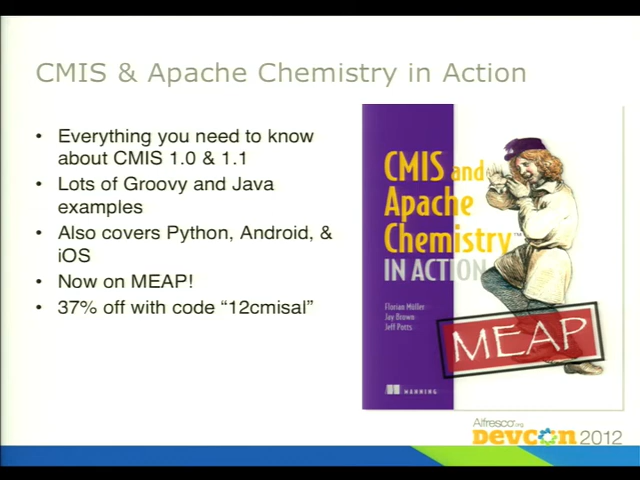 CMIS & Apache Chemistry in Action
• Everything you need to know
about CMIS 1.0 & 1.1
• Lots of Groovy and Java
examples
• Also covers Python, Android, &
iOS
• Now on MEAP!
• 37% off with code “12cmisal”
CMIS and
Apache
Chemistry™
IN ACTION
Florian Müller
Jay Brown
Jeff Potts
MEAP
MANNING
Alfresco.org
DEVCON 2012